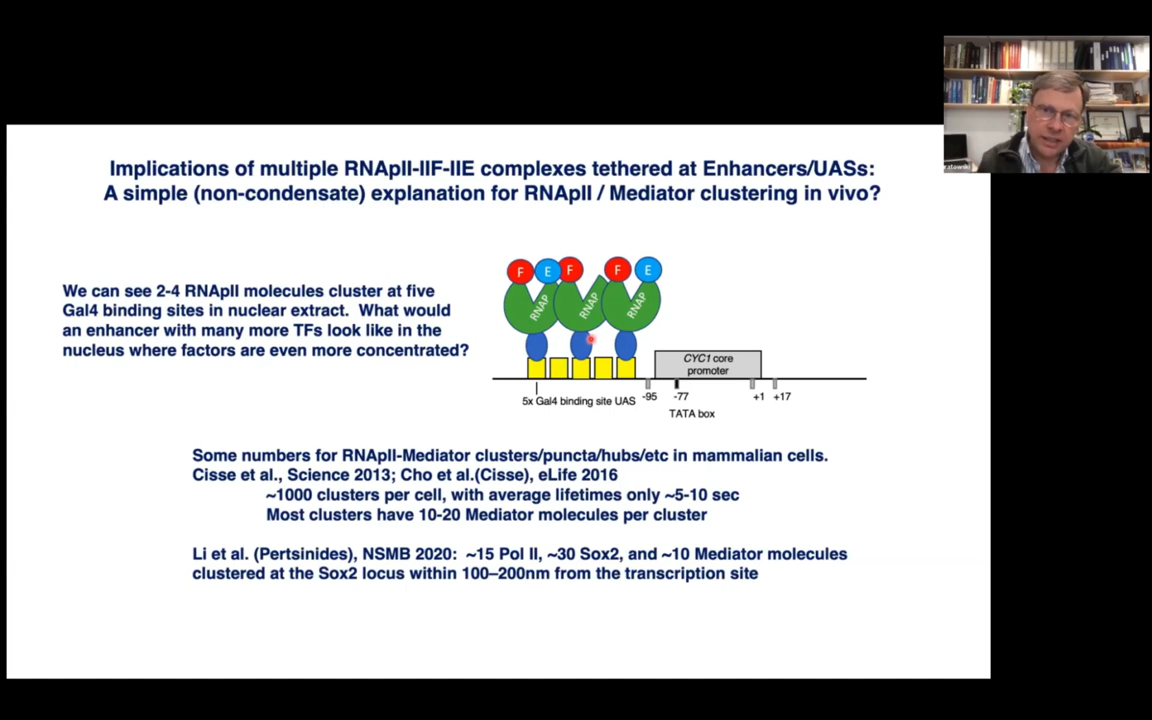 Implications of multiple RNApII-IIF-IIE complexes tethered at Enhancers/UASs:
A simple (non-condensate) explanation for RNApII / Mediator clustering in vivo?
We can see 2-4 RNApII molecules cluster at five
Gal4 binding sites in nuclear extract. What would
an enhancer with many more TFs look like in the
nucleus where factors are even more concentrated?
F E F F E
RNAP RNAP RNAP
CYC1 core
promoter
5x Gal4 binding site UAS -95 -77 +1 +17
TATA box
Some numbers for RNApII-Mediator clusters/puncta/hubs/etc in mammalian cells.
Cisse et al., Science 2013; Cho et al.(Cisse), eLife 2016
~1000 clusters per cell, with average lifetimes only ~5-10 sec
Most clusters have 10-20 Mediator molecules per cluster
Li et al. (Pertsinides), NSMB 2020: ~15 Pol II, ~30 Sox2, and ~10 Mediator molecules
clustered at the Sox2 locus within 100–200nm from the transcription site